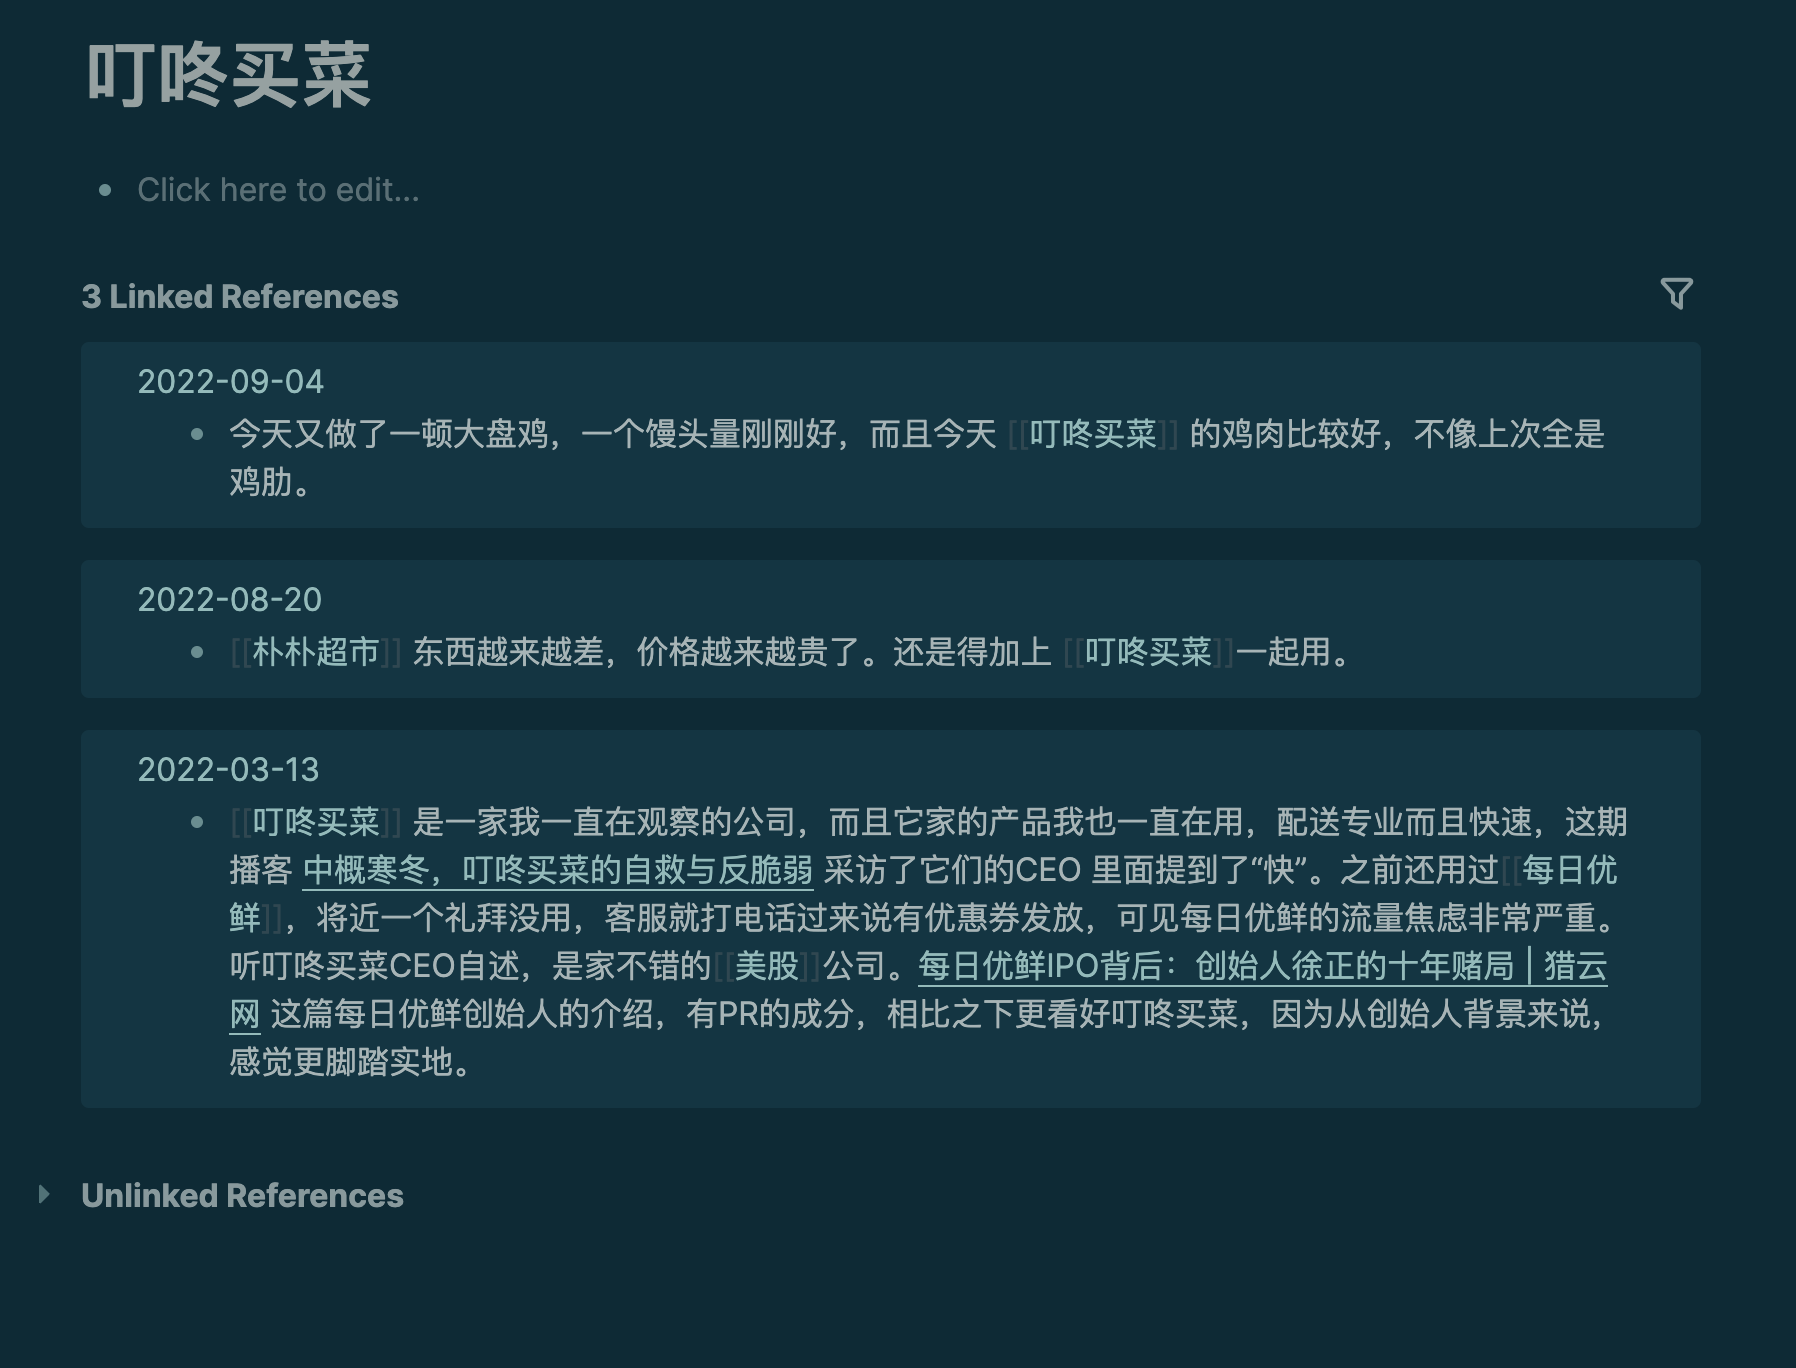 叮咚买菜
Click here to edit...
3 Linked References
2022-09-04
今天又做了一顿大盘鸡，一个馒头量刚刚好，而且今天 [[叮咚买菜]] 的鸡肉比较好，不像上次全是
鸡肋。
2022-08-20
[[朴朴超市]] 东西越来越差，价格越来越贵了。还是得加上 [[叮咚买菜]]一起用。
2022-03-13
[[叮咚买菜]] 是一家我一直在观察的公司，而且它家的产品我也一直在用，配送专业而且快速，这期
播客 中概寒冬，叮咚买菜的自救与反脆弱 采访了它们的CEO 里面提到了“快”。之前还用过[[每日优
鲜]]，将近一个礼拜没用，客服就打电话过来说有优惠券发放，可见每日优鲜的流量焦虑非常严重。
听叮咚买菜CEO自述，是家不错的[[美股]]公司。每日优鲜IPO背后：创始人徐正的十年赌局 | 猎云
网 这篇每日优鲜创始人的介绍，有PR的成分，相比之下更看好叮咚买菜，因为从创始人背景来说，
感觉更脚踏实地。
Unlinked References